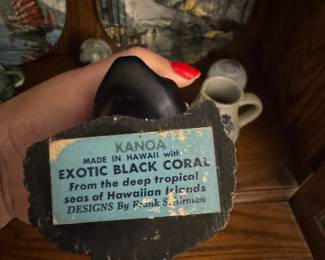 KANOA
MADE IN HAWAII with
EXOTIC BLACK CORAL
From the deep tropical
seas of Hawaiian Islands
DESIGNS By Frank